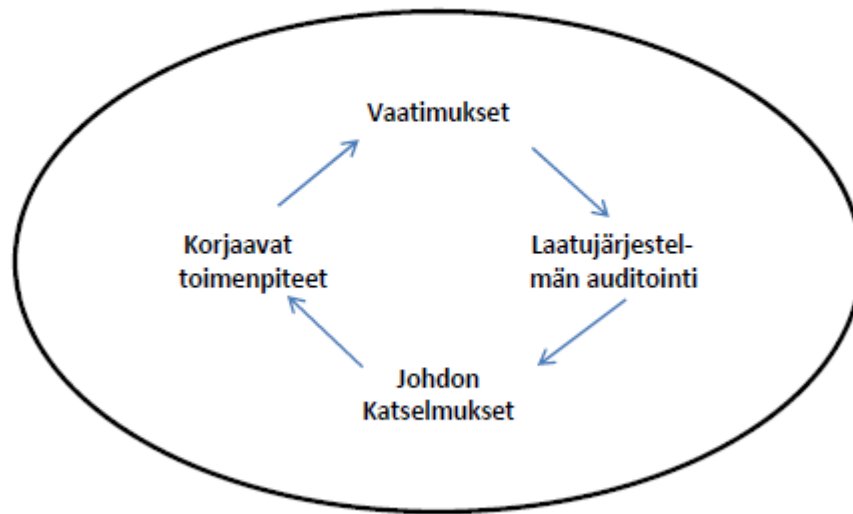 Vaatimukset
Korjaavat
toimenpiteet
Laatujärjestel-
män auditointi
Johdon
Katselmukset